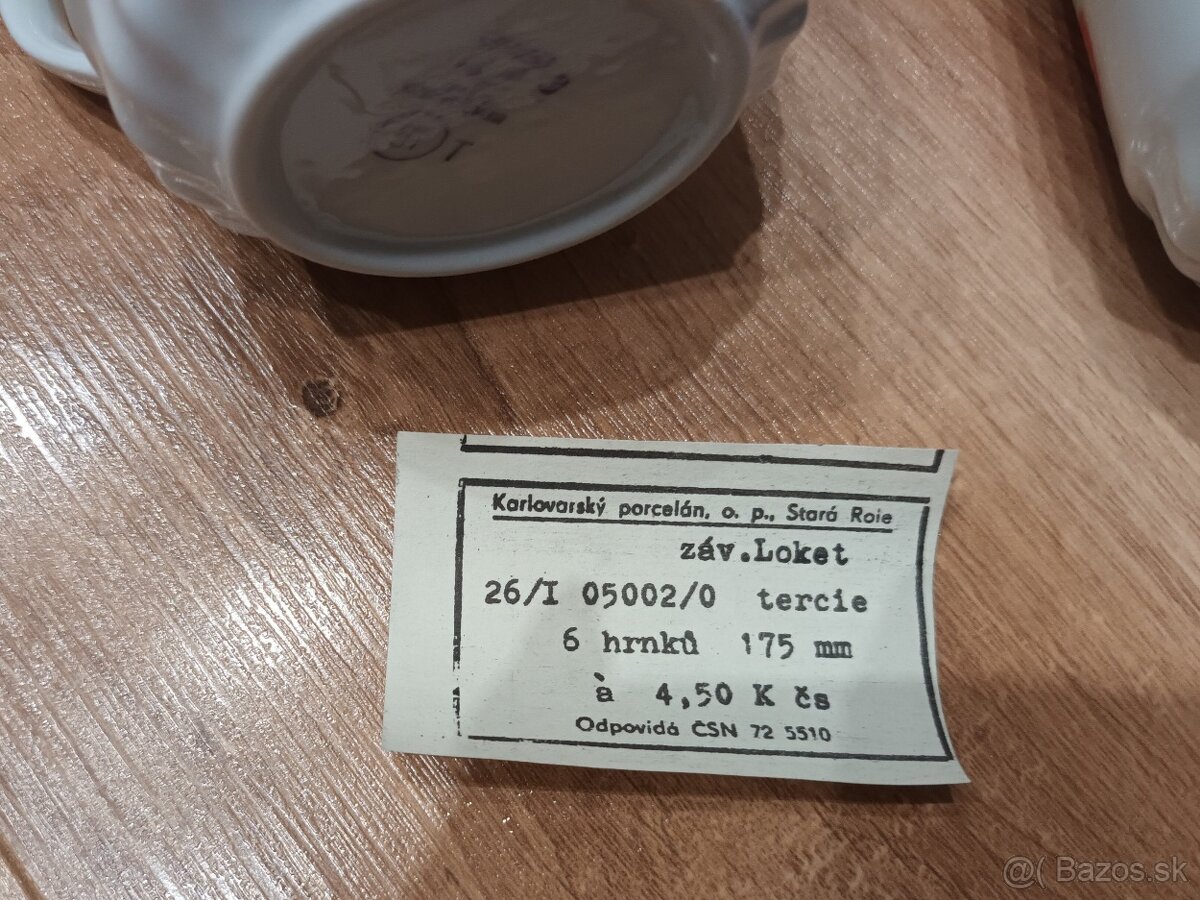 T
Karlovarský porcelán, o. p., Stará Role
záv.Loket
26/I 05002/0 tercie
6 hrnků 175 mm
à 4,50 K čs
Odpovídá ČSN 72 5510
@( Bazos.sk